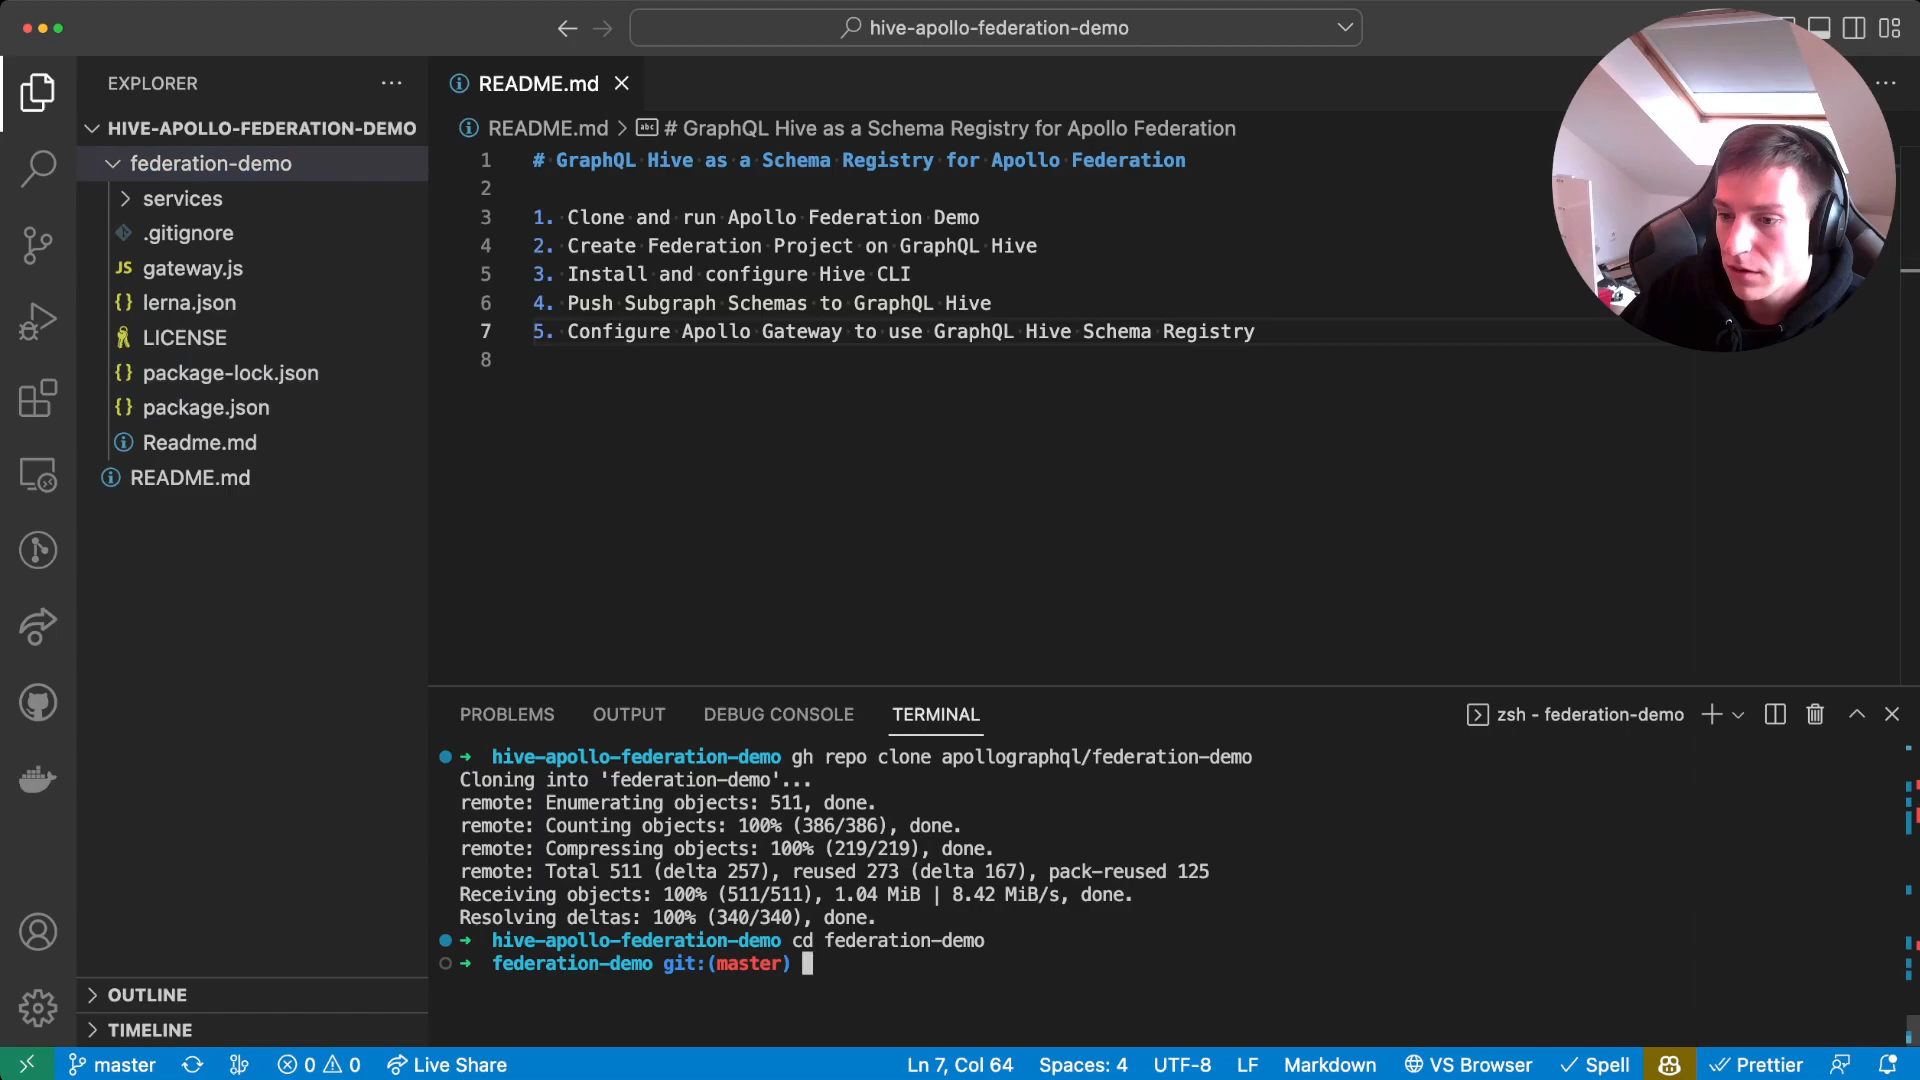 hive-apollo-federation-demo
EXPLORER
HIVE-APOLLO-FEDERATION-DEMO
federation-demo
services
.gitignore
JS gateway.js
{} lerna.json
LICENSE
{} package-lock.json
{} package.json
Readme.md
README.md
OUTLINE
TIMELINE
README.md
README.md > abc # GraphQL Hive as a Schema Registry for Apollo Federation
1 # GraphQL Hive as a Schema Registry for Apollo Federation
2
3 1. Clone and run Apollo Federation Demo
4 2. Create Federation Project on GraphQL Hive
5 3. Install and configure Hive CLI
6 4. Push Subgraph Schemas to GraphQL Hive
7 5. Configure Apollo Gateway to use GraphQL Hive Schema Registry
8
PROBLEMS OUTPUT DEBUG CONSOLE TERMINAL zsh - federation-demo
➜ hive-apollo-federation-demo gh repo clone apollographql/federation-demo
Cloning into 'federation-demo'...
remote: Enumerating objects: 511, done.
remote: Counting objects: 100% (386/386), done.
remote: Compressing objects: 100% (219/219), done.
remote: Total 511 (delta 257), reused 273 (delta 167), pack-reused 125
Receiving objects: 100% (511/511), 1.04 MiB | 8.42 MiB/s, done.
Resolving deltas: 100% (340/340), done.
➜ hive-apollo-federation-demo cd federation-demo
➜ federation-demo git:(master)
master 0 0 Live Share Ln 7, Col 64 Spaces: 4 UTF-8 LF Markdown VS Browser Spell Prettier